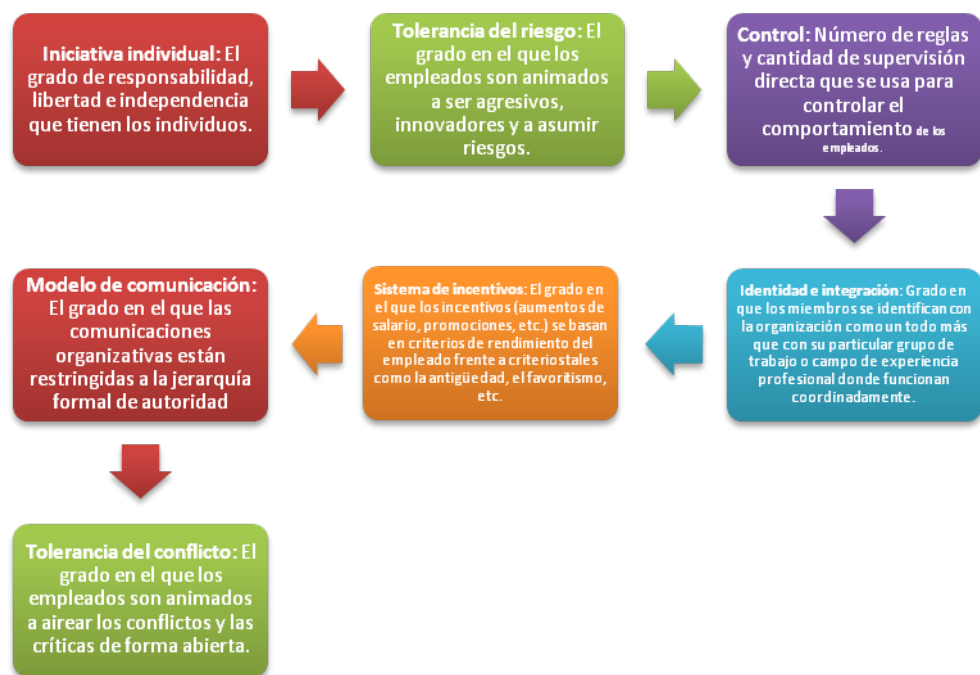 Iniciativa individual: El
grado de responsabilidad,
libertad e independencia
que tienen los individuos.
Tolerancia del riesgo: El
grado en el que los
empleados son animados
a ser agresivos,
innovadores y a asumir
riesgos.
Control: Número de reglas
y cantidad de supervisión
directa que se usa para
controlar el
comportamiento de los
empleados.
Identidad e integración: Grado
en que los miembros se identifican con
la organización como un todo más
que con su particular grupo de
trabajo o campo de experiencia
profesional donde funcionan
coordinadamente.
Sistema de incentivos: El grado en
el que los incentivos (aumentos de
salario, promociones, etc.) se basan
en criterios de rendimiento del
empleado frente a criteriostales
como la antigüedad, el favoritismo,
etc.
Modelo de comunicación:
El grado en el que las
comunicaciones
organizativas están
restringidas a la jerarquía
formal de autoridad
Tolerancia del conflicto: El
grado en el que los
empleados son animados
a airear los conflictos y las
críticas de forma abierta.